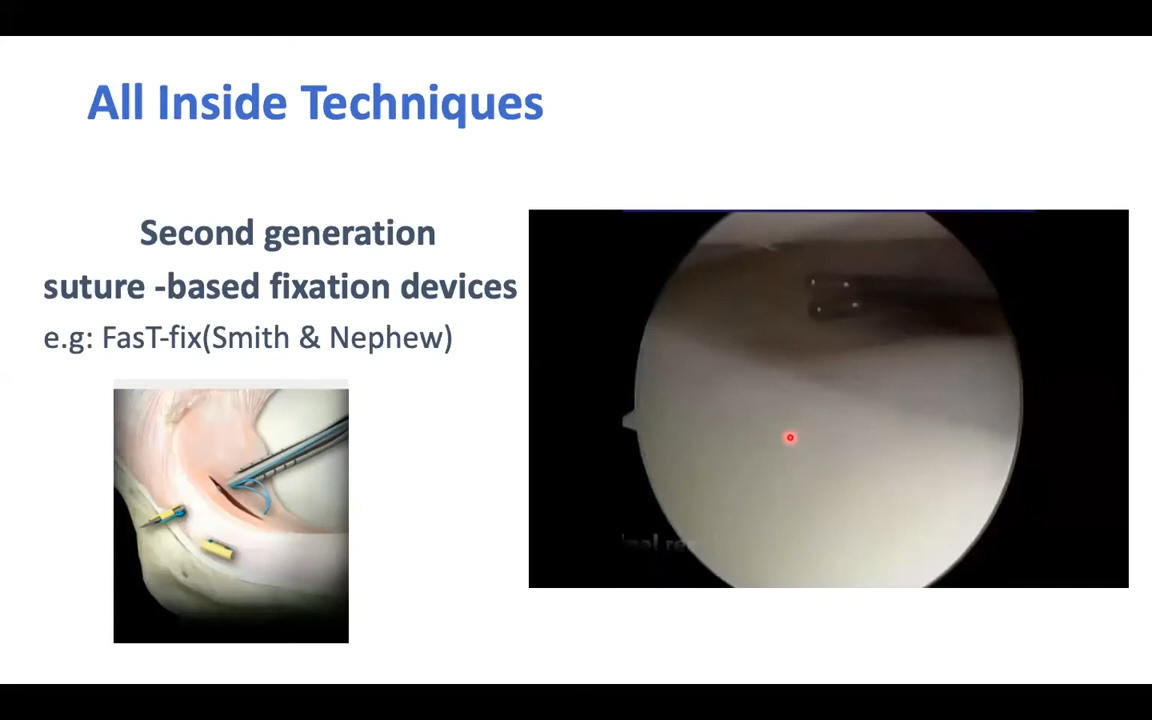 All Inside Techniques
Second generation
suture -based fixation devices
e.g: FasT-fix(Smith & Nephew)